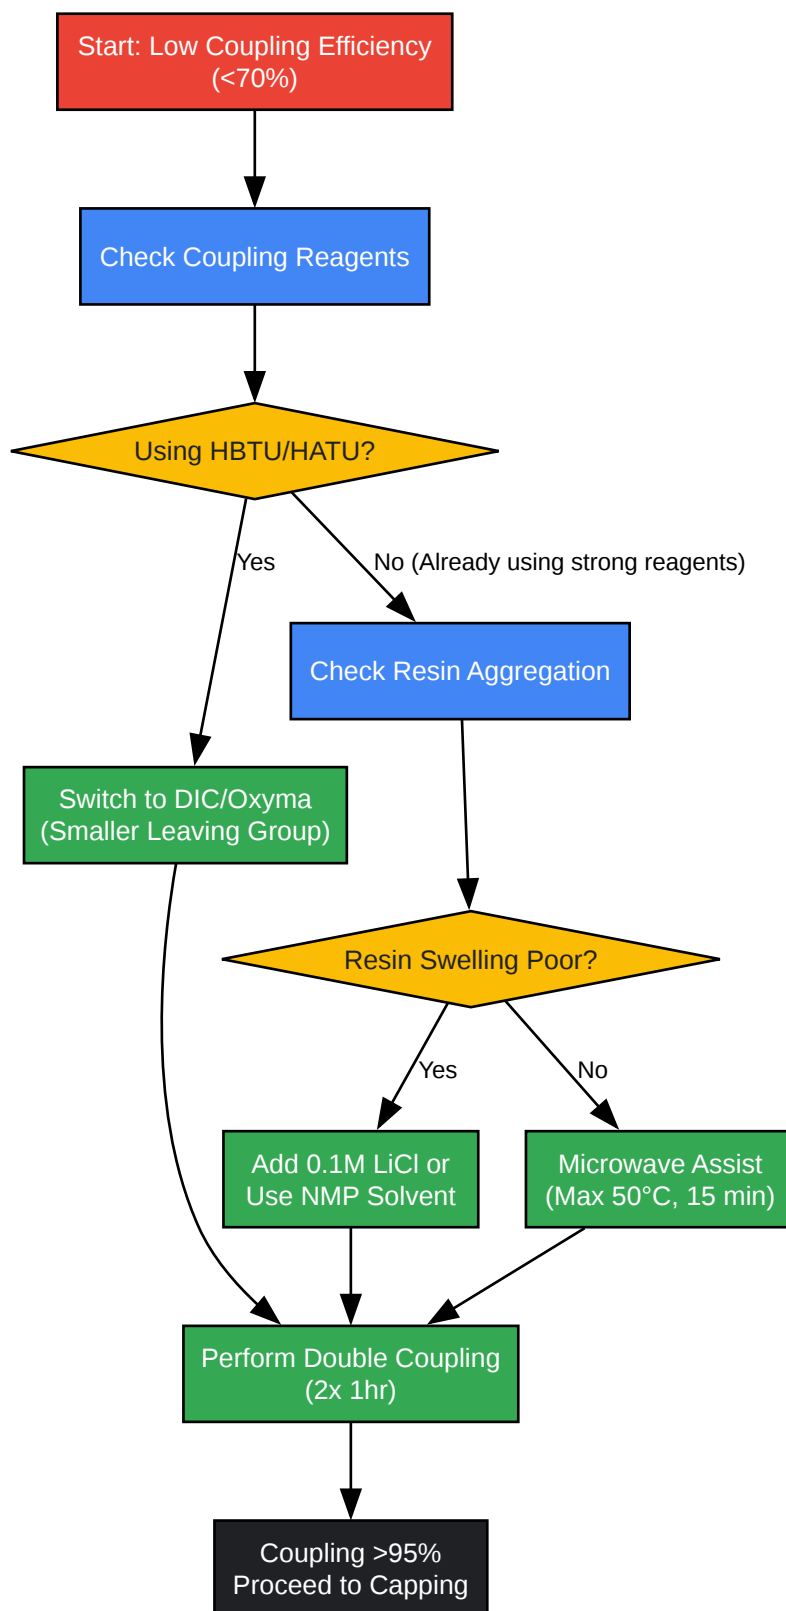 Start: Low Coupling Efficiency
(<70%)
Check Coupling Reagents
Using HBTU/HATU?
Yes
No (Already using strong reagents)
Check Resin Aggregation
Switch to DIC/Oxyma
(Smaller Leaving Group)
Resin Swelling Poor?
Yes
No
Add 0.1M LiCl or
Use NMP Solvent
Microwave Assist
(Max 50°C, 15 min)
Perform Double Coupling
(2x 1hr)
Coupling >95%
Proceed to Capping